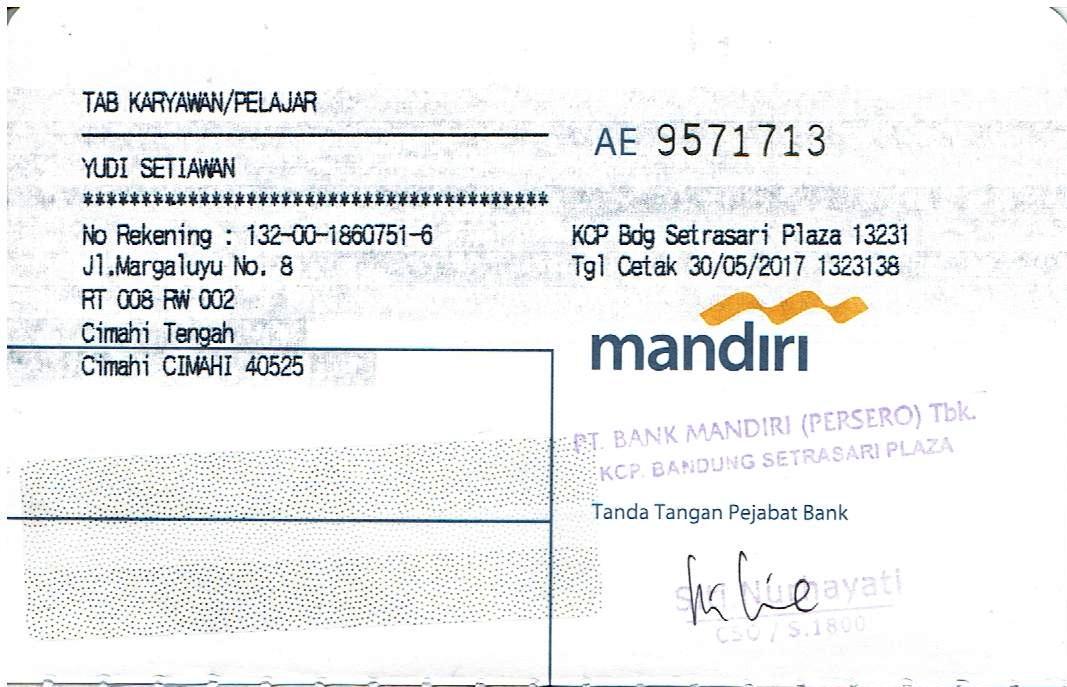 TAB KARYAWAN/PELAJAR
AE 9571713
YUDI SETIAWAN
*****************************************
No Rekening : 132-00-1860751-6
Jl.Margaluyu No. 8
RT 008 RW 002
Cimahi Tengah
Cimahi CIMAHI 40525
KCP Bdg Setrasari Plaza 13231
Tgl Cetak 30/05/2017 1323138
mandiri
PT. BANK MANDIRI (PERSERO) Tbk.
KCP. BANDUNG SETRASARI PLAZA
Tanda Tangan Pejabat Bank
Sri Nurhayati
CSO / S.1800